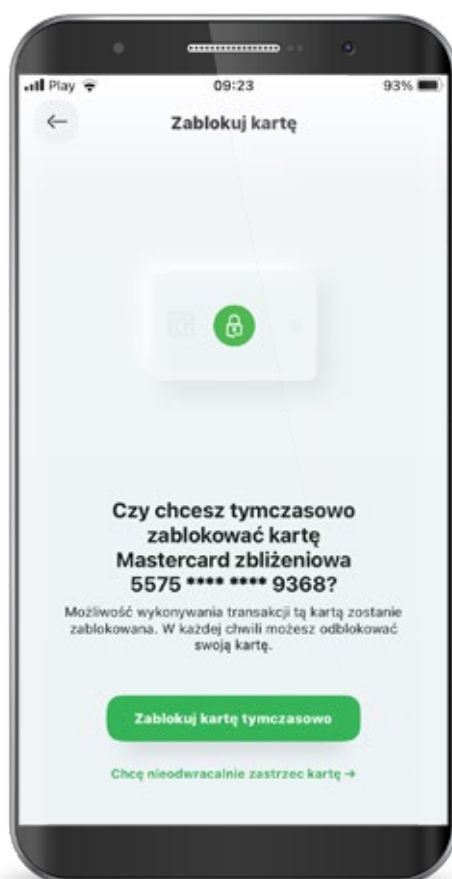 Play 09:23 93%
Zablokuj kartę
Czy chcesz tymczasowo
zablokować kartę
Mastercard zbliżeniowa
5575 **** **** 9368?
Możliwość wykonywania transakcji tą kartą zostanie
zablokowana. W każdej chwili możesz odblokować
swoją kartę.
Zablokuj kartę tymczasowo
Chcę nieodwracalnie zastrzec kartę →